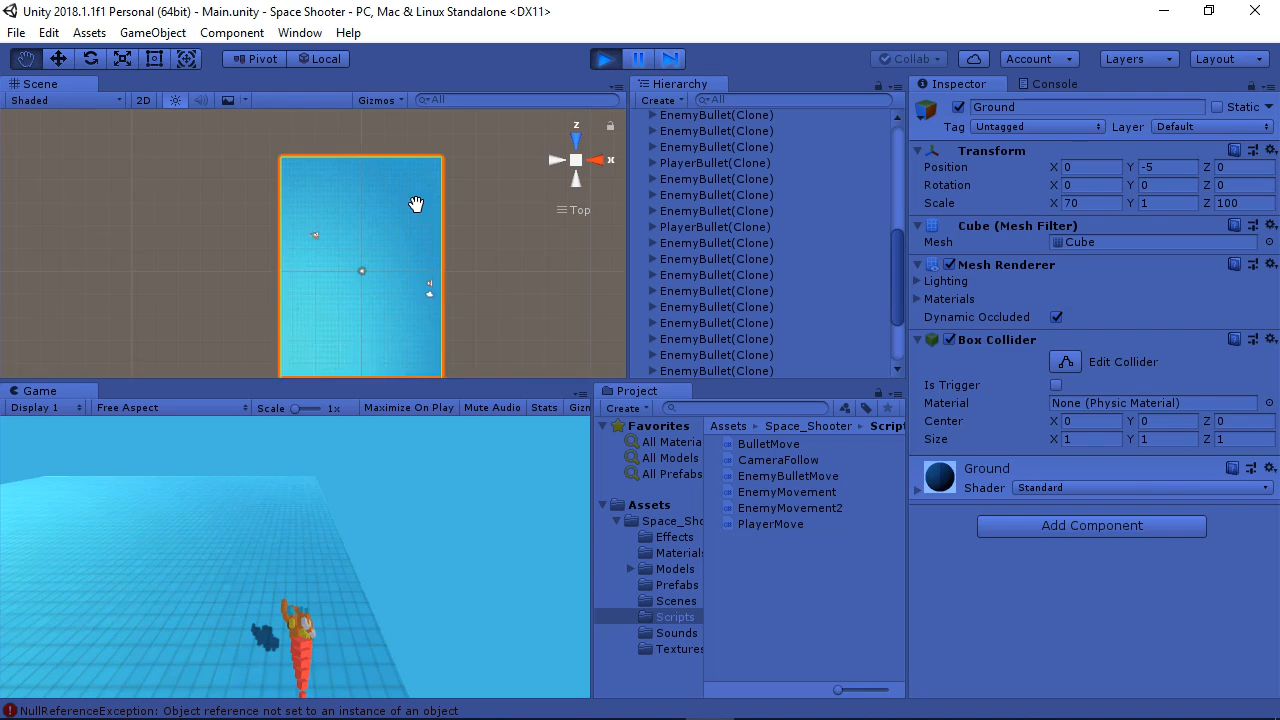 Unity 2018.1.1f1 Personal (64bit) - Main.unity - Space Shooter - PC, Mac & Linux Standalone <DX11>
File Edit Assets GameObject Component Window Help
Pivot Local Collab Account Layers Layout
Scene
Shaded 2D Gizmos All
z
x
Top
Hierarchy
Create All
EnemyBullet(Clone)
EnemyBullet(Clone)
EnemyBullet(Clone)
PlayerBullet(Clone)
EnemyBullet(Clone)
EnemyBullet(Clone)
EnemyBullet(Clone)
PlayerBullet(Clone)
EnemyBullet(Clone)
EnemyBullet(Clone)
EnemyBullet(Clone)
EnemyBullet(Clone)
EnemyBullet(Clone)
EnemyBullet(Clone)
EnemyBullet(Clone)
EnemyBullet(Clone)
EnemyBullet(Clone)
Inspector Console
Ground Static
Tag Untagged Layer Default
Transform
Position X 0 Y -5 Z 0
Rotation X 0 Y 0 Z 0
Scale X 70 Y 1 Z 100
Cube (Mesh Filter)
Mesh Cube
Mesh Renderer
Lighting
Materials
Dynamic Occluded
Box Collider
Edit Collider
Is Trigger
Material None (Physic Material)
Center X 0 Y 0 Z 0
Size X 1 Y 1 Z 1
Ground
Shader Standard
Add Component
Game
Display 1 Free Aspect Scale 1x Maximize On Play Mute Audio Stats Gizn
Project
Create
Favorites
All Materia
All Models
All Prefabs
Assets
Space_Sho
Effects
Materials
Models
Prefabs
Scenes
Scripts
Sounds
Textures
Assets Space_Shooter Script
BulletMove
CameraFollow
EnemyBulletMove
EnemyMovement
EnemyMovement2
PlayerMove
NullReferenceException: Object reference not set to an instance of an object